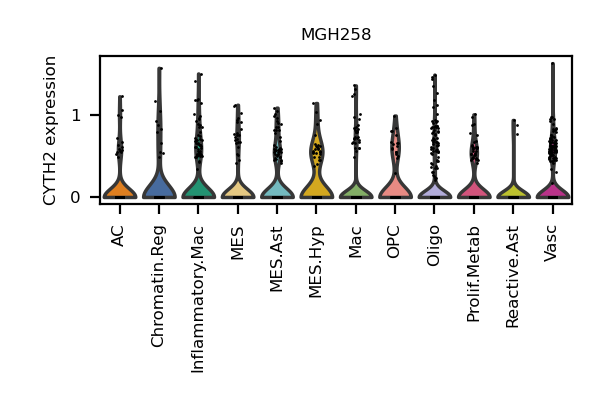 MGH258
CYTH2 expression
1
0
AC
Chromatin.Reg
Inflammatory.Mac
MES
MES.Ast
MES.Hyp
Mac
OPC
Oligo
Prolif.Metab
Reactive.Ast
Vasc